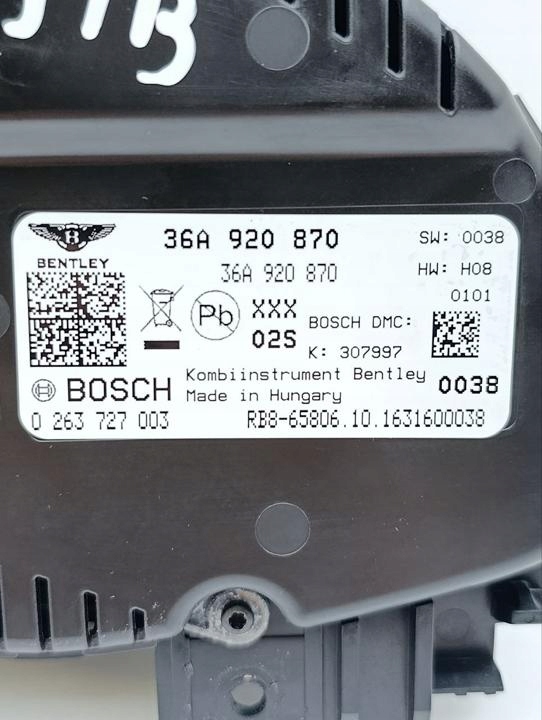 36A 920 870
SW: 0038
BENTLEY
36A 920 870
HW: H08
0101
Pb
XXX
02S
BOSCH DMC:
K: 307997
BOSCH
Kombiinstrument Bentley
Made in Hungary
0038
0 263 727 003
RB8-65806.10.1631600038